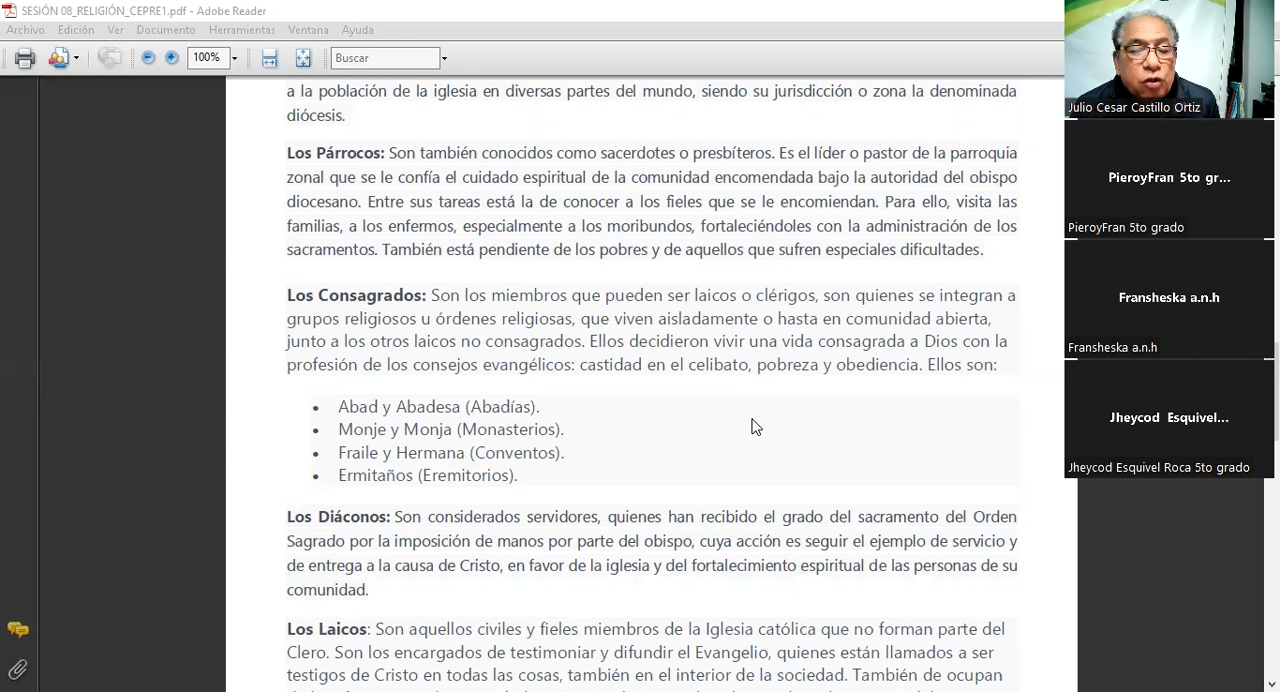 SESIÓN 08_RELIGIÓN_CEPRE1.pdf - Adobe Reader
Archivo Edición Ver Documento Herramientas Ventana Ayuda
100% Buscar
a la población de la iglesia en diversas partes del mundo, siendo su jurisdicción o zona la denominada
diócesis.
Los Párrocos: Son también conocidos como sacerdotes o presbíteros. Es el líder o pastor de la parroquia
zonal que se le confía el cuidado espiritual de la comunidad encomendada bajo la autoridad del obispo
diocesano. Entre sus tareas está la de conocer a los fieles que se le encomiendan. Para ello, visita las
familias, a los enfermos, especialmente a los moribundos, fortaleciéndoles con la administración de los
sacramentos. También está pendiente de los pobres y de aquellos que sufren especiales dificultades.
Los Consagrados: Son los miembros que pueden ser laicos o clérigos, son quienes se integran a
grupos religiosos u órdenes religiosas, que viven aisladamente o hasta en comunidad abierta,
junto a los otros laicos no consagrados. Ellos decidieron vivir una vida consagrada a Dios con la
profesión de los consejos evangélicos: castidad en el celibato, pobreza y obediencia. Ellos son:
• Abad y Abadesa (Abadías).
• Monje y Monja (Monasterios).
• Fraile y Hermana (Conventos).
• Ermitaños (Eremitorios).
Los Diáconos: Son considerados servidores, quienes han recibido el grado del sacramento del Orden
Sagrado por la imposición de manos por parte del obispo, cuya acción es seguir el ejemplo de servicio y
de entrega a la causa de Cristo, en favor de la iglesia y del fortalecimiento espiritual de las personas de su
comunidad.
Los Laicos: Son aquellos civiles y fieles miembros de la Iglesia católica que no forman parte del
Clero. Son los encargados de testimoniar y difundir el Evangelio, quienes están llamados a ser
testigos de Cristo en todas las cosas, también en el interior de la sociedad. También de ocupan
Julio Cesar Castillo Ortiz
PieroyFran 5to gr...
PieroyFran 5to grado
Fransheska a.n.h
Fransheska a.n.h
Jheycod Esquivel...
Jheycod Esquivel Roca 5to grado